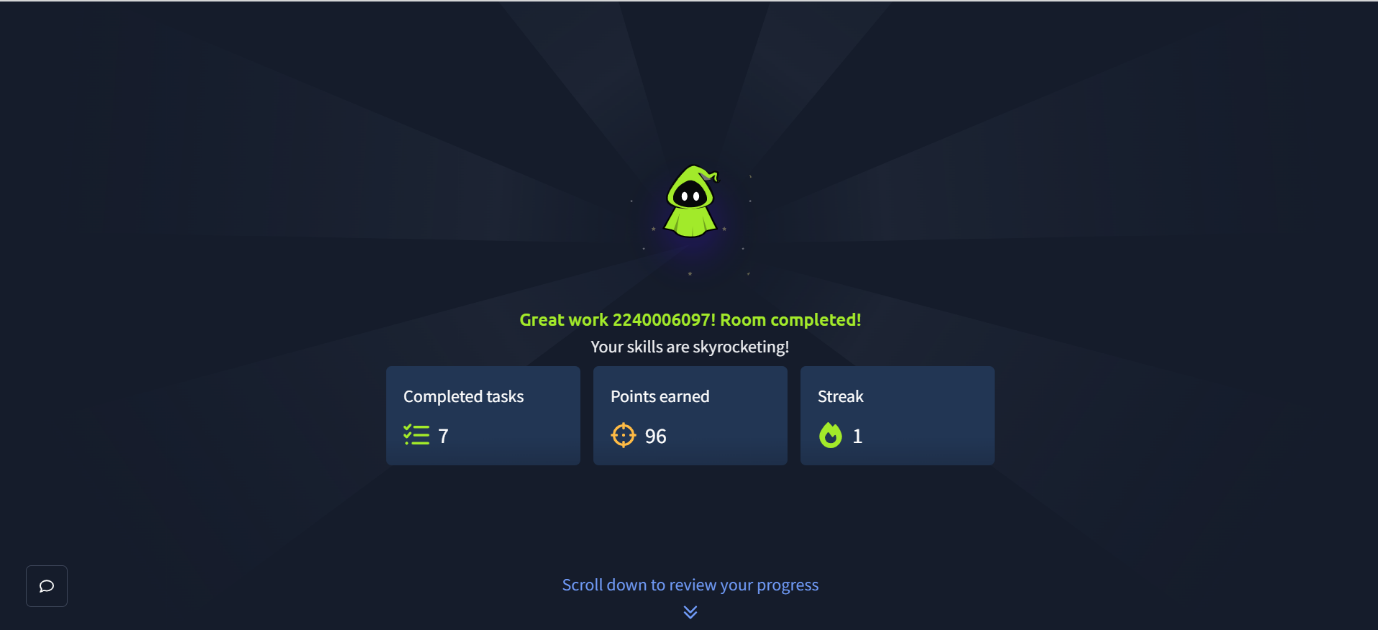 Great work 2240006097! Room completed!
Your skills are skyrocketing!
Completed tasks
7
Points earned
96
Streak
1
Scroll down to review your progress